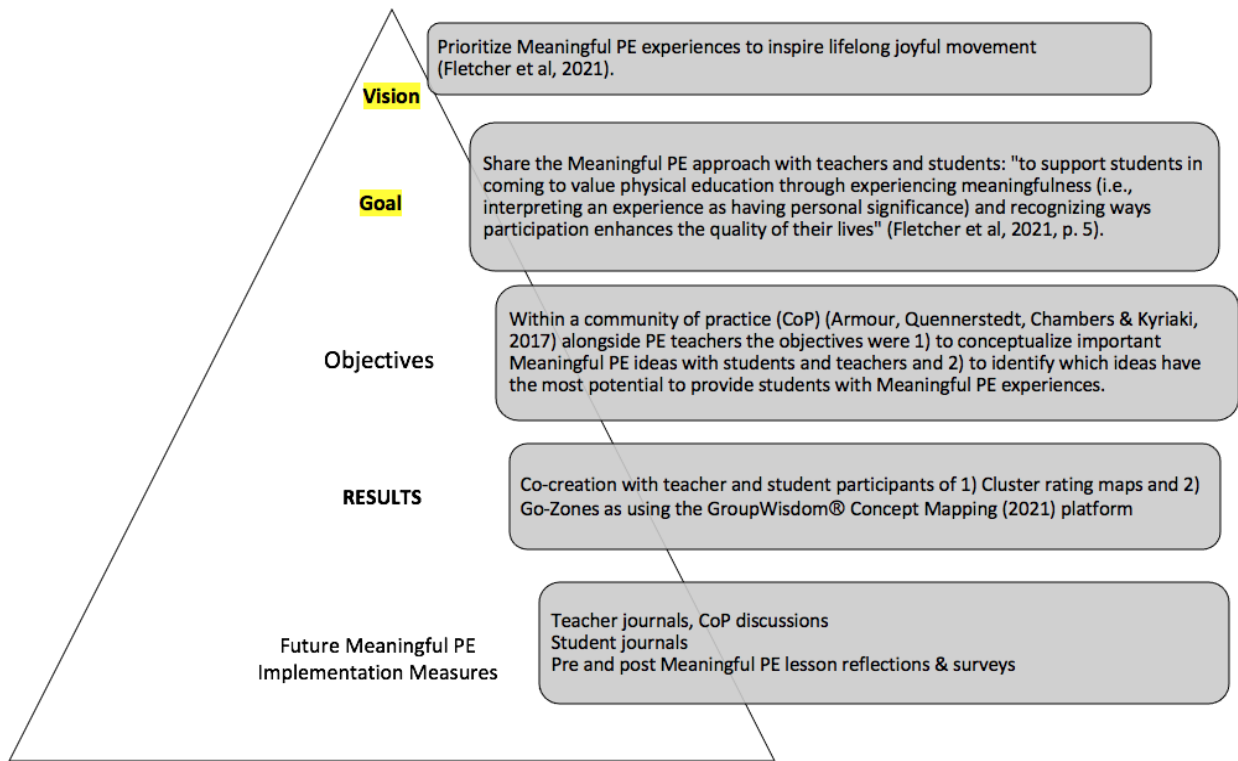 Prioritize Meaningful PE experiences to inspire lifelong joyful movement
(Fletcher et al, 2021).
Vision
Share the Meaningful PE approach with teachers and students: "to support students in
coming to value physical education through experiencing meaningfulness (i.e.,
interpreting an experience as having personal significance) and recognizing ways
participation enhances the quality of their lives" (Fletcher et al, 2021, p. 5).
Goal
Within a community of practice (CoP) (Armour, Quennerstedt, Chambers & Kyriaki,
2017) alongside PE teachers the objectives were 1) to conceptualize important
Meaningful PE ideas with students and teachers and 2) to identify which ideas have
the most potential to provide students with Meaningful PE experiences.
Objectives
Co-creation with teacher and student participants of 1) Cluster rating maps and 2)
Go-Zones as using the GroupWisdom® Concept Mapping (2021) platform
RESULTS
Teacher journals, CoP discussions
Student journals
Pre and post Meaningful PE lesson reflections & surveys
Future Meaningful PE
Implementation Measures